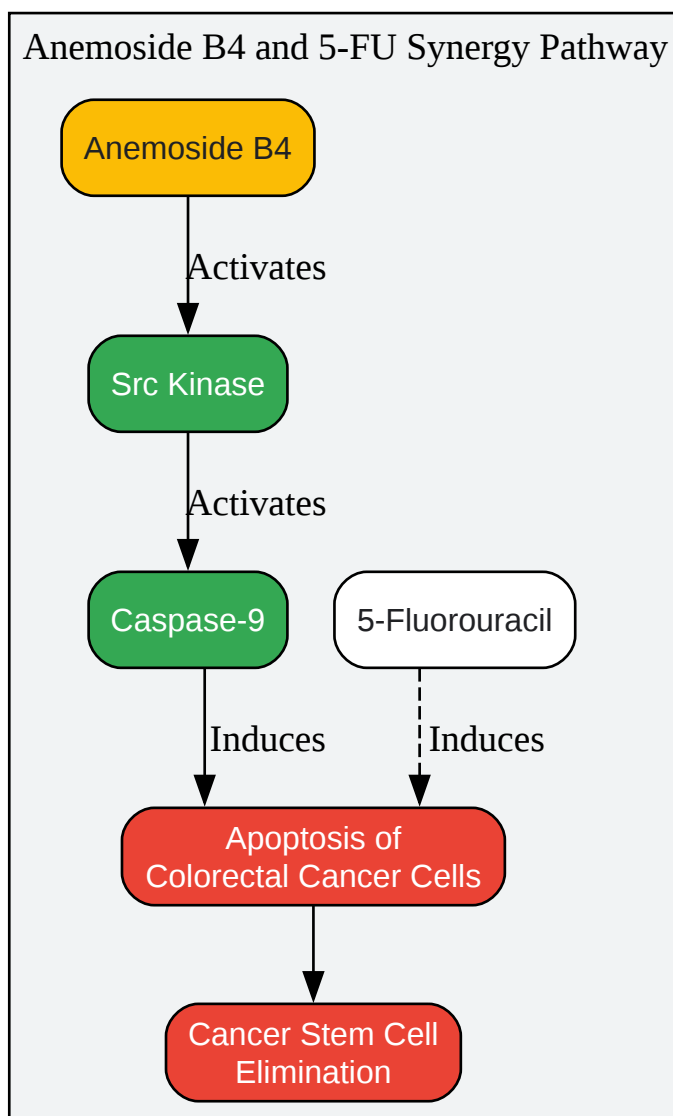 Anemoside B4 and 5-FU Synergy Pathway
Anemoside B4
Activates
Src Kinase
Activates
Caspase-9
5-Fluorouracil
Induces
Induces
Apoptosis of
Colorectal Cancer Cells
Cancer Stem Cell
Elimination